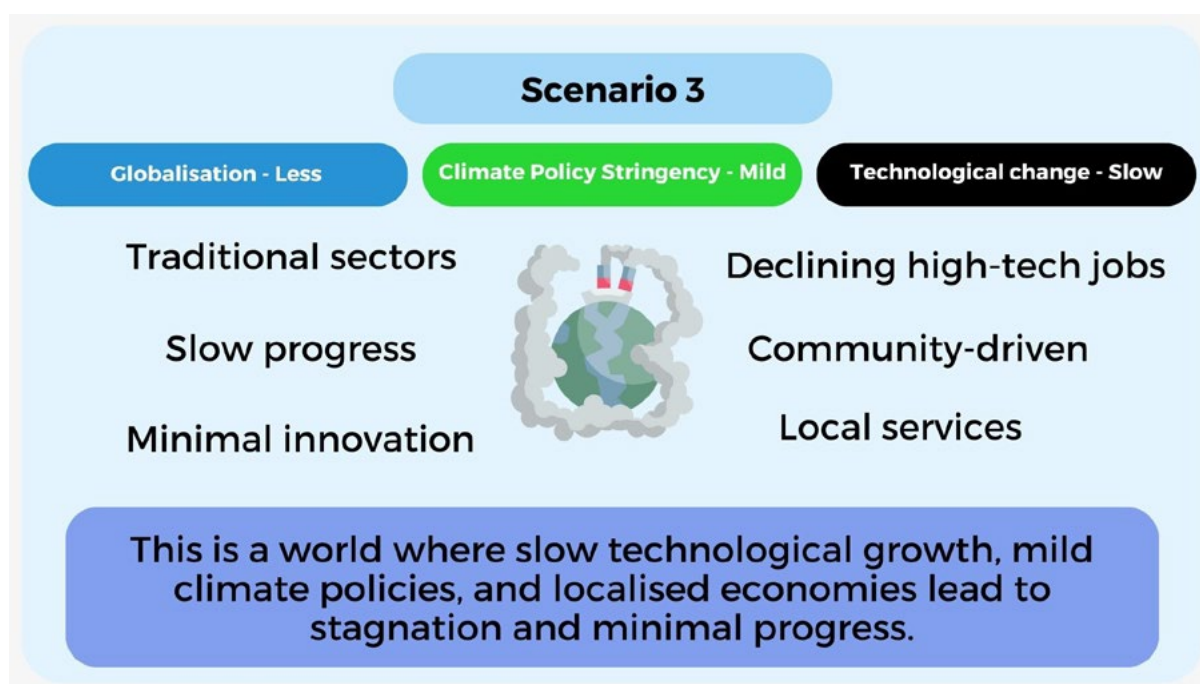 Scenario 3
Globalisation - Less
Climate Policy Stringency - Mild
Technological change - Slow
Traditional sectors
Declining high-tech jobs
Slow progress
Community-driven
Minimal innovation
Local services
This is a world where slow technological growth, mild
climate policies, and localised economies lead to
stagnation and minimal progress.